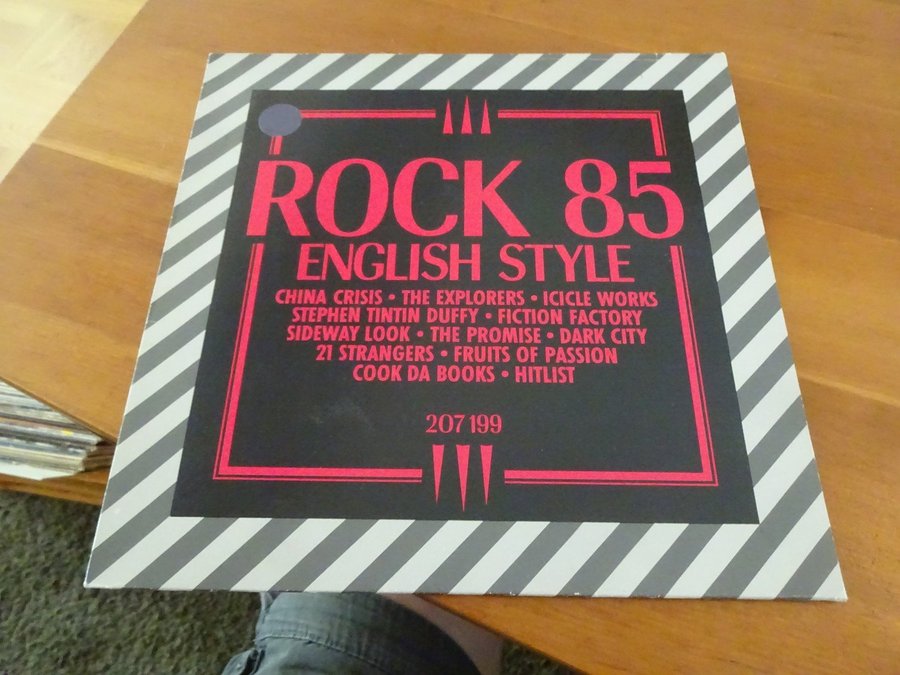 ROCK 85
ENGLISH STYLE
CHINA CRISIS • THE EXPLORERS • ICICLE WORKS
STEPHEN TINTIN DUFFY • FICTION FACTORY
SIDEWAY LOOK • THE PROMISE • DARK CITY
21 STRANGERS • FRUITS OF PASSION
COOK DA BOOKS • HITLIST
207 199